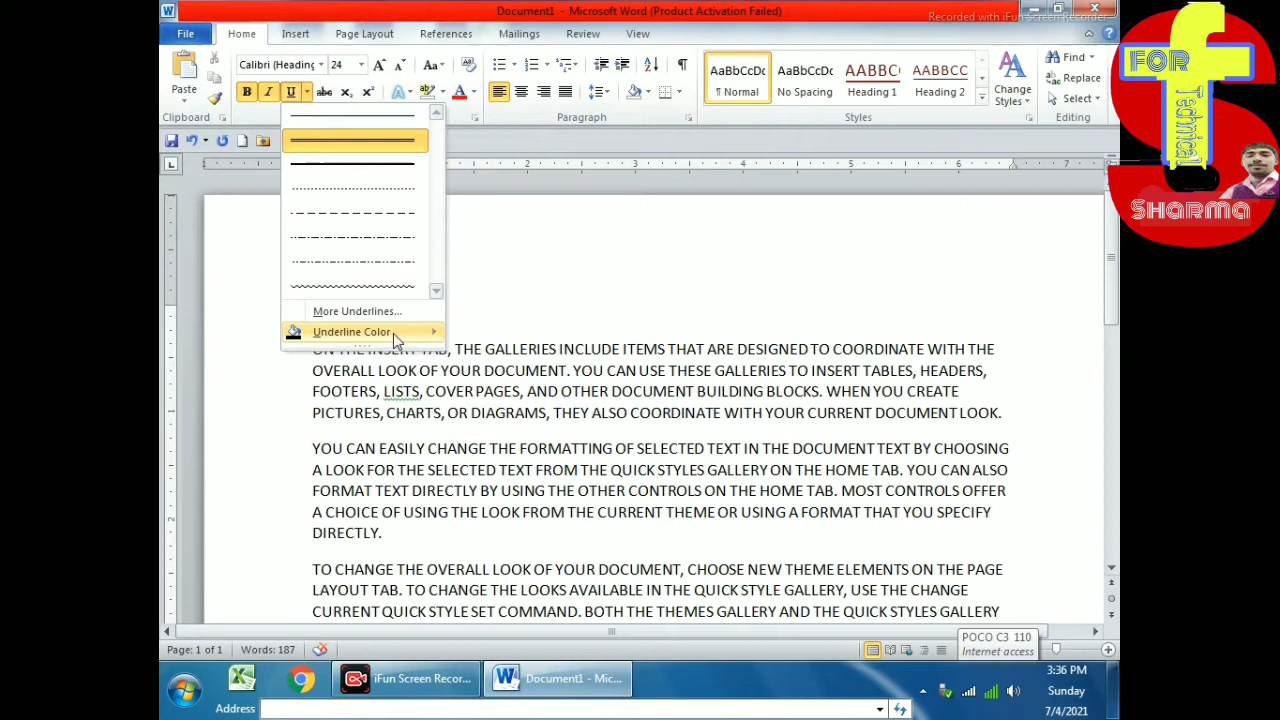 Document1 - Microsoft Word (Product Activation Failed)
Recorded with iFun Screen Recorder
File Home Insert Page Layout References Mailings Review View
Calibri (Heading 24
Paste
Clipboard
Paragraph
AaBbCcDc AaBbCcDc AABBC AABBCC
¶ Normal No Spacing Heading 1 Heading 2
Change Styles
Styles
Find
Replace
Select
Editing
More Underlines...
Underline Color
ON THE INSERT TAB, THE GALLERIES INCLUDE ITEMS THAT ARE DESIGNED TO COORDINATE WITH THE
OVERALL LOOK OF YOUR DOCUMENT. YOU CAN USE THESE GALLERIES TO INSERT TABLES, HEADERS,
FOOTERS, LISTS, COVER PAGES, AND OTHER DOCUMENT BUILDING BLOCKS. WHEN YOU CREATE
PICTURES, CHARTS, OR DIAGRAMS, THEY ALSO COORDINATE WITH YOUR CURRENT DOCUMENT LOOK.
YOU CAN EASILY CHANGE THE FORMATTING OF SELECTED TEXT IN THE DOCUMENT TEXT BY CHOOSING
A LOOK FOR THE SELECTED TEXT FROM THE QUICK STYLES GALLERY ON THE HOME TAB. YOU CAN ALSO
FORMAT TEXT DIRECTLY BY USING THE OTHER CONTROLS ON THE HOME TAB. MOST CONTROLS OFFER
A CHOICE OF USING THE LOOK FROM THE CURRENT THEME OR USING A FORMAT THAT YOU SPECIFY
DIRECTLY.
TO CHANGE THE OVERALL LOOK OF YOUR DOCUMENT, CHOOSE NEW THEME ELEMENTS ON THE PAGE
LAYOUT TAB. TO CHANGE THE LOOKS AVAILABLE IN THE QUICK STYLE GALLERY, USE THE CHANGE
CURRENT QUICK STYLE SET COMMAND. BOTH THE THEMES GALLERY AND THE QUICK STYLES GALLERY
Page: 1 of 1 Words: 187
POCO C3 110
Internet access
iFun Screen Recor...
Document1 - Mic...
3:36 PM
Sunday
7/4/2021
Address
FOR
Technical
Sharma